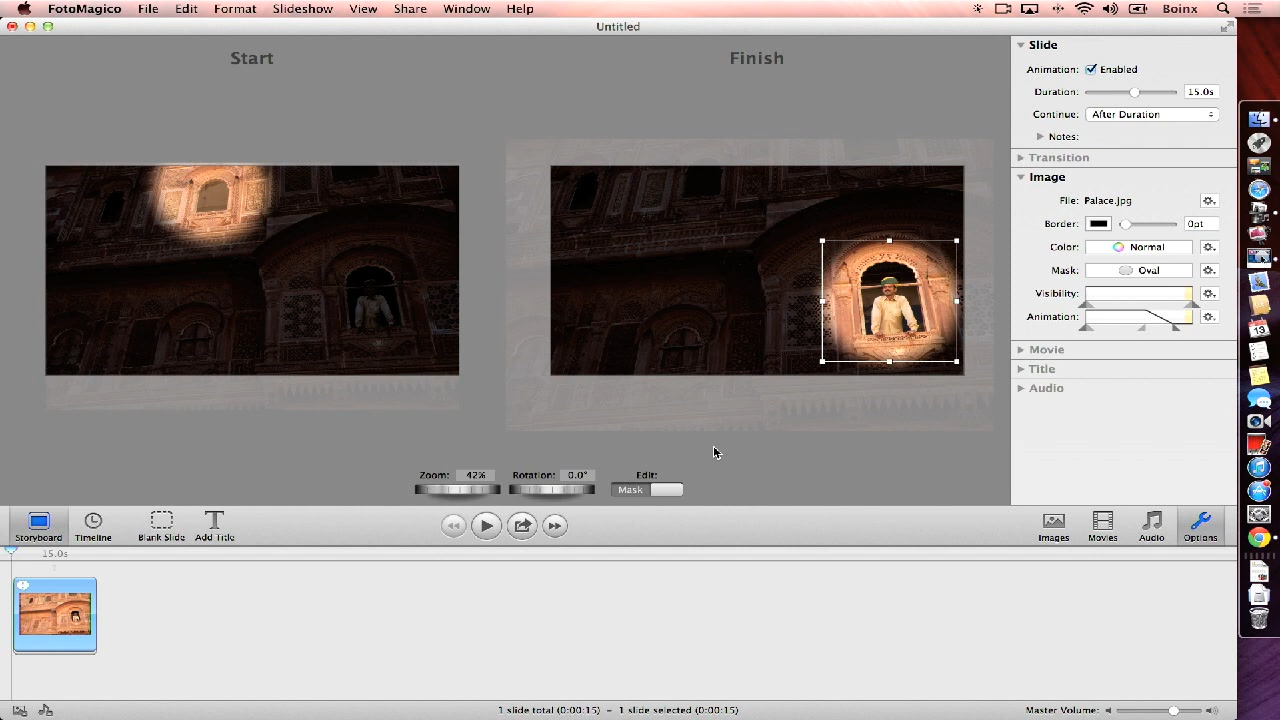 FotoMagico File Edit Format Slideshow View Share Window Help Boinx
Untitled
Start Finish
Slide
Animation: Enabled
Duration: 15.0s
Continue: After Duration
Notes:
Transition
Image
File: Palace.jpg
Border: 0pt
Color: Normal
Mask: Oval
Visibility:
Animation:
Movie
Title
Audio
Zoom: 42% Rotation: 0.0° Edit:
Mask
Storyboard Timeline Blank Slide Add Title Images Movies Audio Options
15.0s
13
1 slide total (0:00:15) – 1 slide selected (0:00:15) Master Volume: